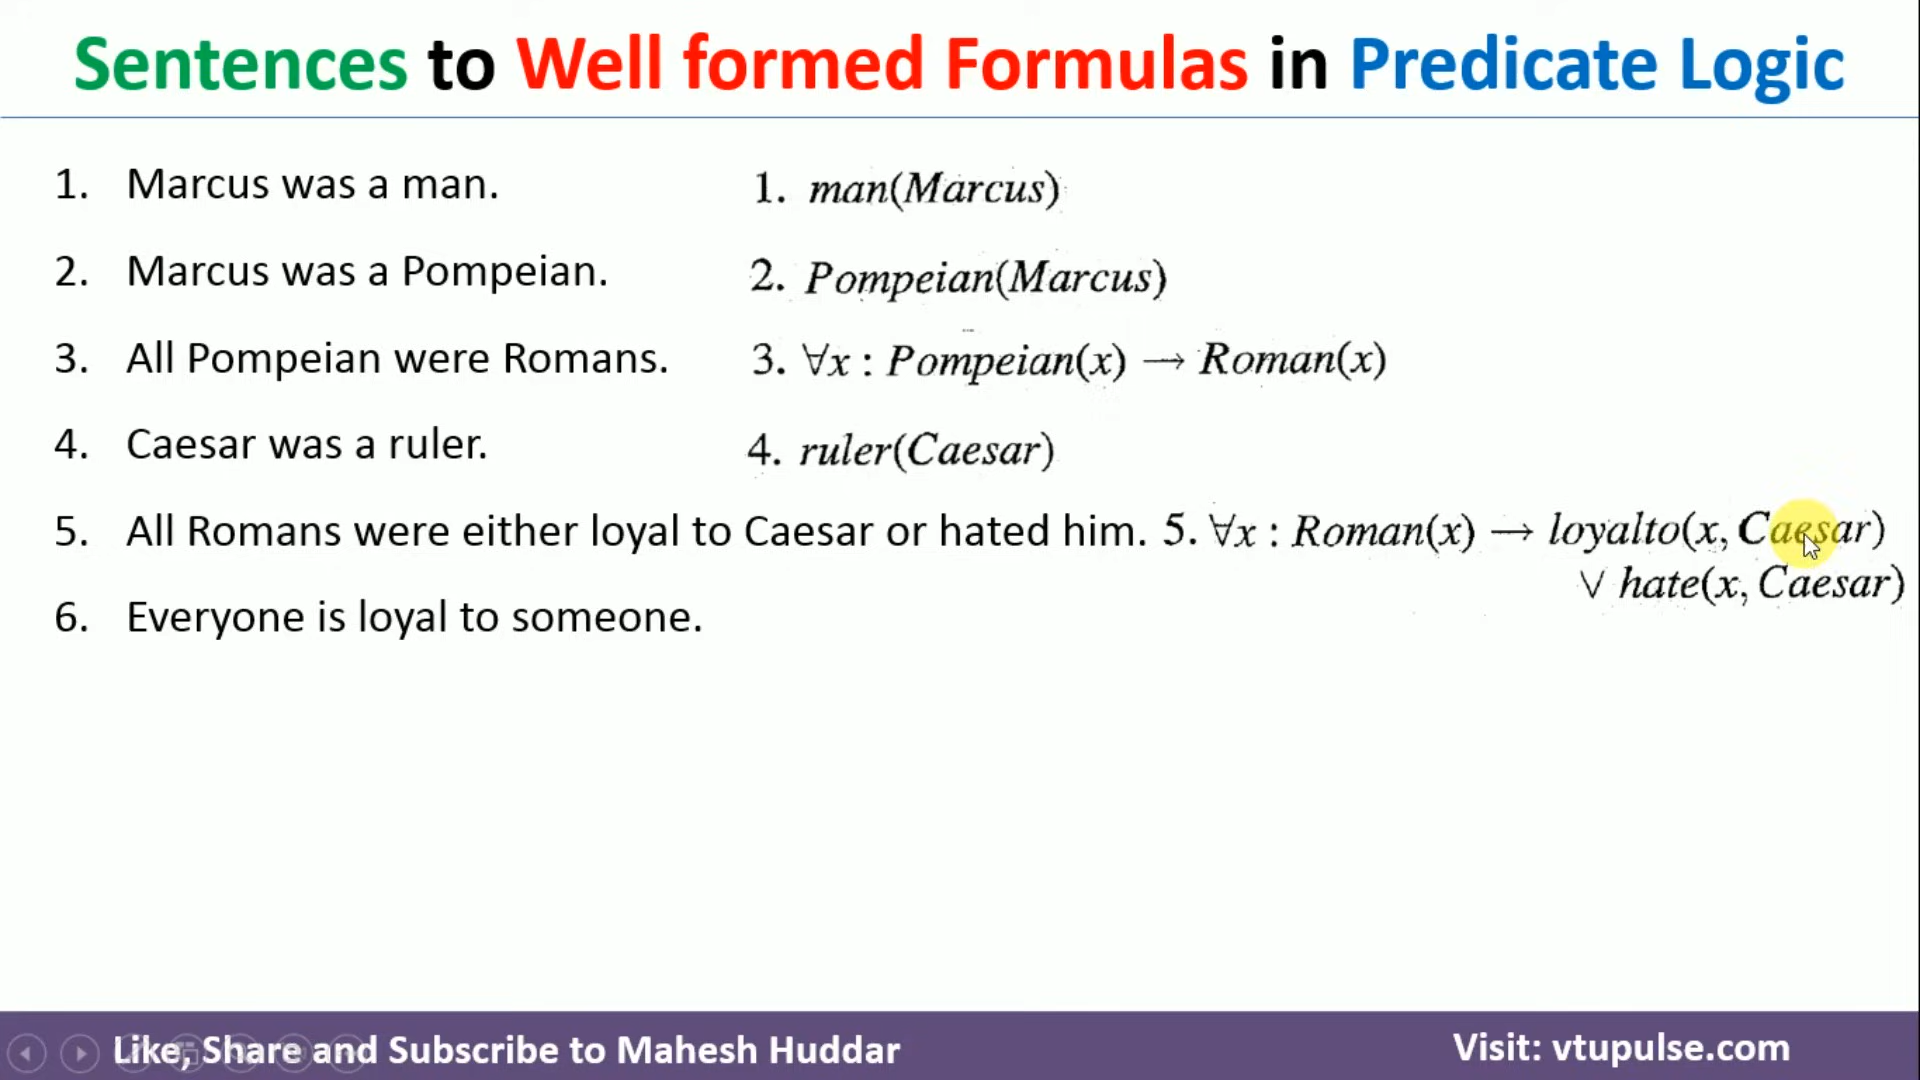 Sentences to Well formed Formulas in Predicate Logic
1. Marcus was a man. 1. man(Marcus)
2. Marcus was a Pompeian. 2. Pompeian(Marcus)
3. All Pompeian were Romans. 3. ∀x : Pompeian(x) → Roman(x)
4. Caesar was a ruler. 4. ruler(Caesar)
5. All Romans were either loyal to Caesar or hated him. 5. ∀x : Roman(x) → loyalto(x, Caesar)
∨ hate(x, Caesar)
6. Everyone is loyal to someone.
Like, Share and Subscribe to Mahesh Huddar Visit: vtupulse.com